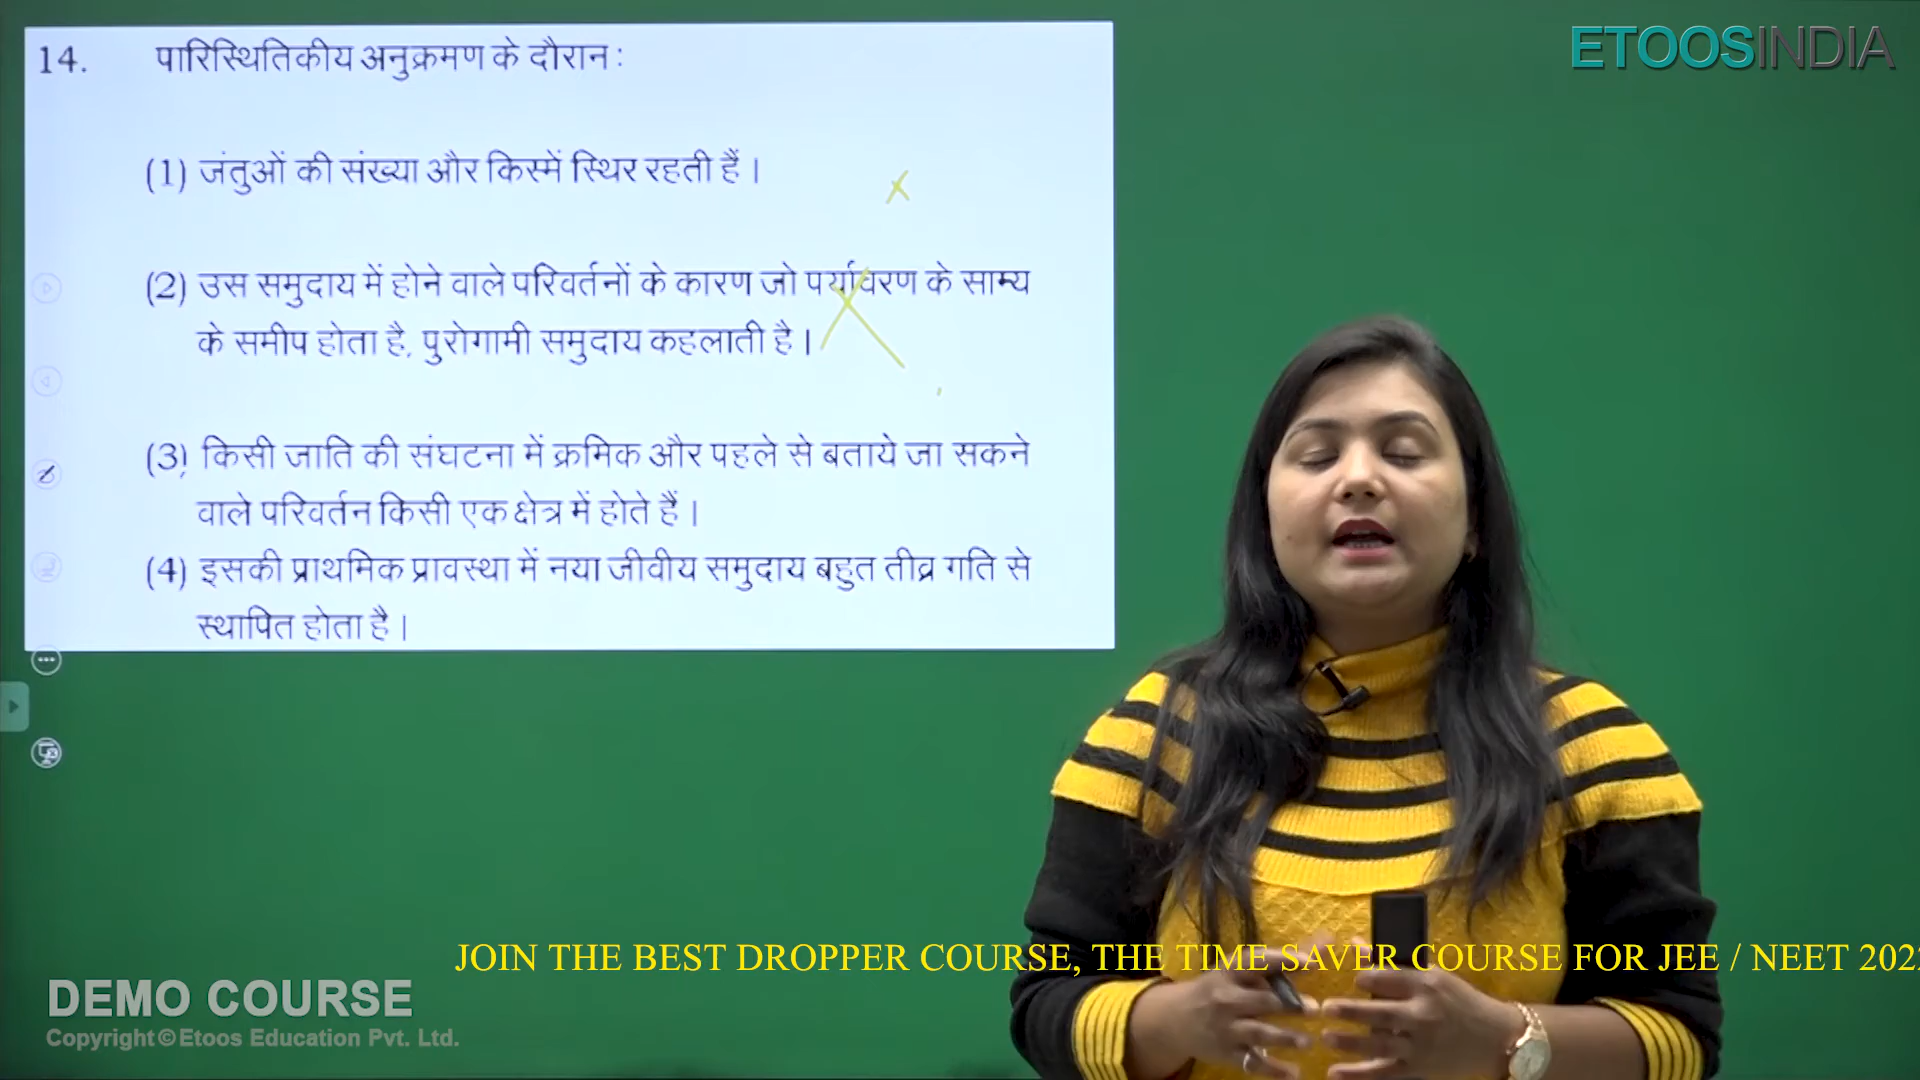 ETOOSINDIA
14. पारिस्थितिकीय अनुक्रमण के दौरान :
(1) जंतुओं की संख्या और किस्में स्थिर रहती हैं ।
(2) उस समुदाय में होने वाले परिवर्तनों के कारण जो पर्यावरण के साम्य
के समीप होता है, पुरोगामी समुदाय कहलाती है ।
(3) किसी जाति की संघटना में क्रमिक और पहले से बताये जा सकने
वाले परिवर्तन किसी एक क्षेत्र में होते हैं ।
(4) इसकी प्राथमिक प्रावस्था में नया जीवीय समुदाय बहुत तीव्र गति से
स्थापित होता है ।
JOIN THE BEST DROPPER COURSE, THE TIME SAVER COURSE FOR JEE / NEET 202
DEMO COURSE
Copyright © Etoos Education Pvt. Ltd.